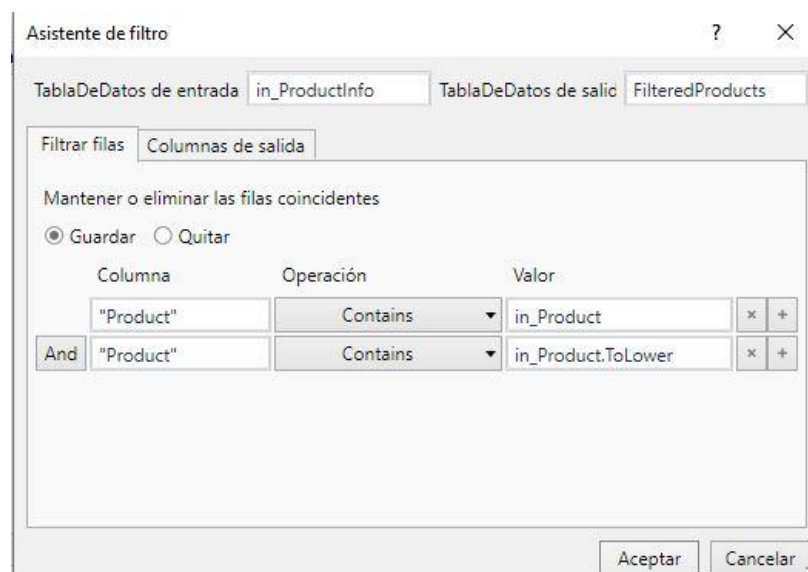 Asistente de filtro ? ×
TablaDeDatos de entrada in_ProductInfo TablaDeDatos de salid FilteredProducts
Filtrar filas Columnas de salida
Mantener o eliminar las filas coincidentes
Guardar Quitar
Columna Operación Valor
"Product" Contains in_Product × +
And "Product" Contains in_Product.ToLower × +
Aceptar Cancelar